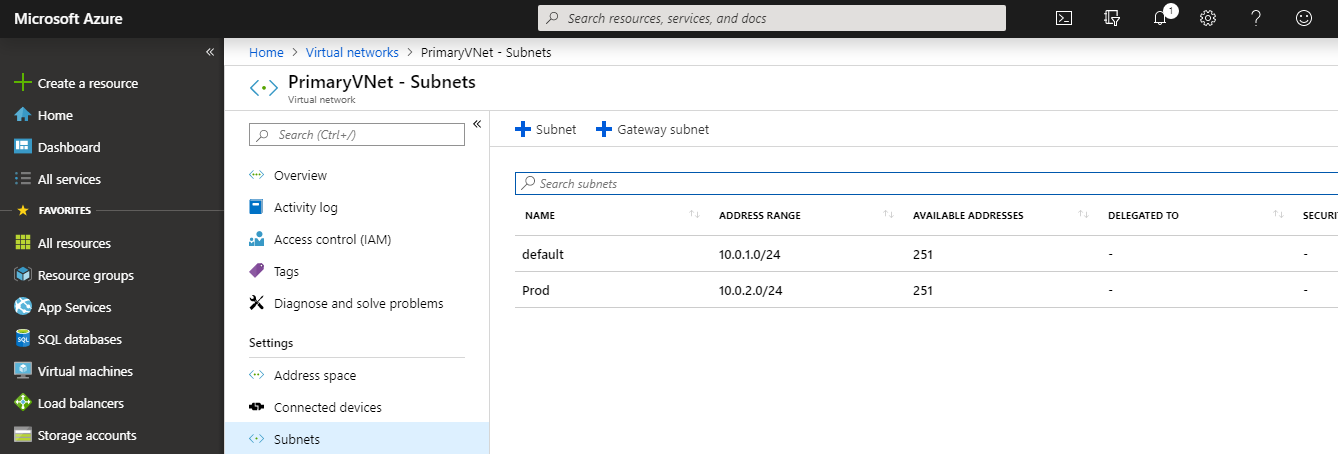 Microsoft Azure
Search resources, services, and docs
1
«
Create a resource
Home
Dashboard
All services
FAVORITES
All resources
Resource groups
App Services
SQL databases
Virtual machines
Load balancers
Storage accounts
Home > Virtual networks > PrimaryVNet - Subnets
PrimaryVNet - Subnets
Virtual network
Search (Ctrl+/)
«
Overview
Activity log
Access control (IAM)
Tags
Diagnose and solve problems
Settings
Address space
Connected devices
Subnets
+ Subnet + Gateway subnet
Search subnets
NAME ADDRESS RANGE AVAILABLE ADDRESSES DELEGATED TO SECURI
default 10.0.1.0/24 251 - -
Prod 10.0.2.0/24 251 - -